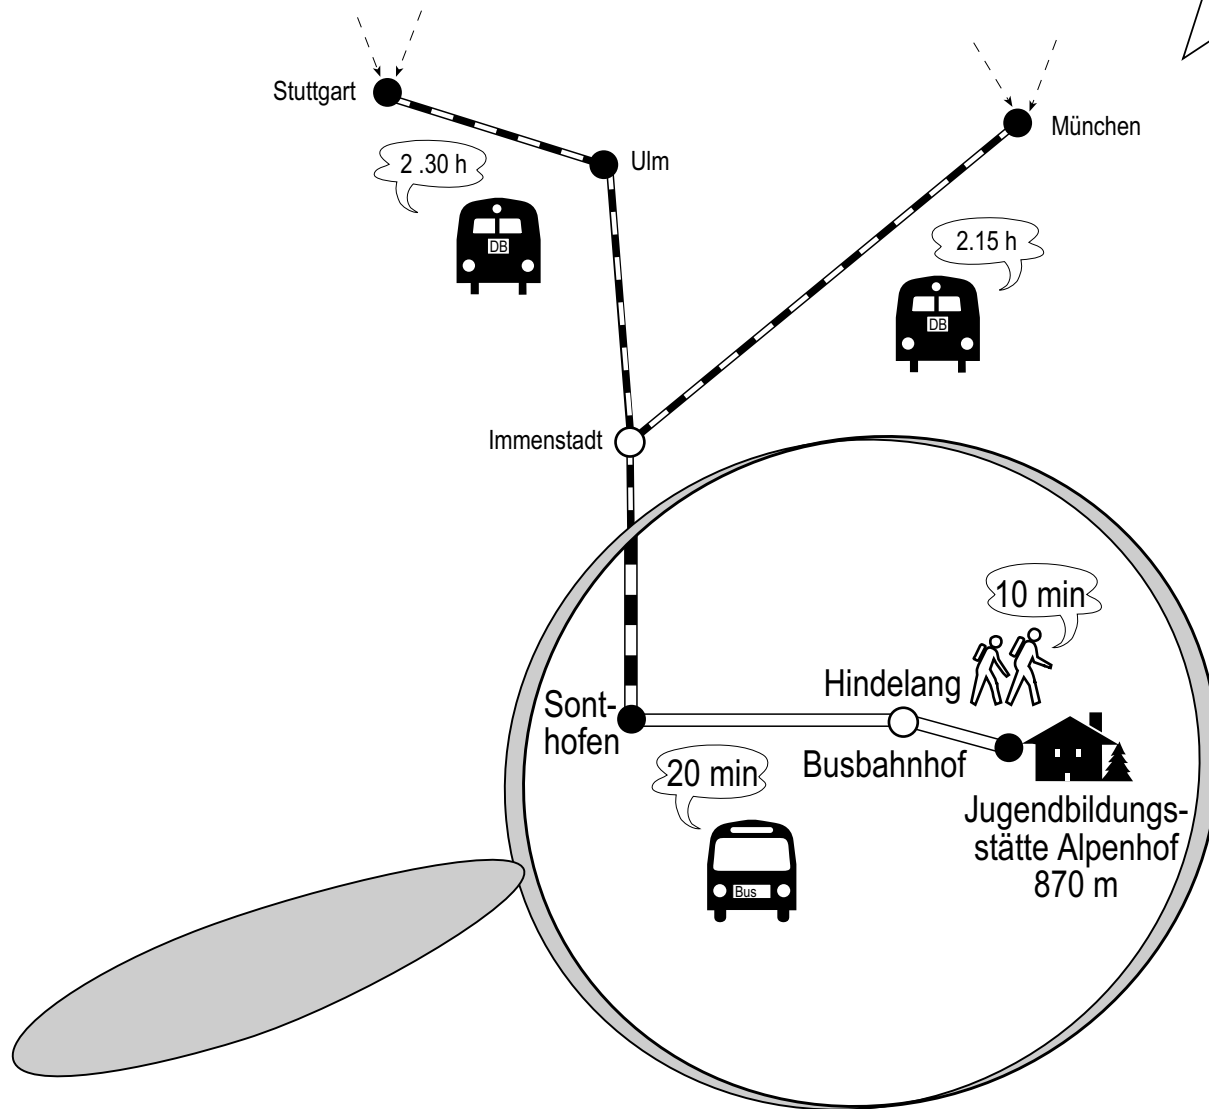 Stuttgart
München
2 .30 h
Ulm
DB
2.15 h
DB
Immenstadt
10 min
Hindelang
Sont-
hofen
Busbahnhof
20 min
Jugendbildungs-
stätte Alpenhof
870 m
Bus